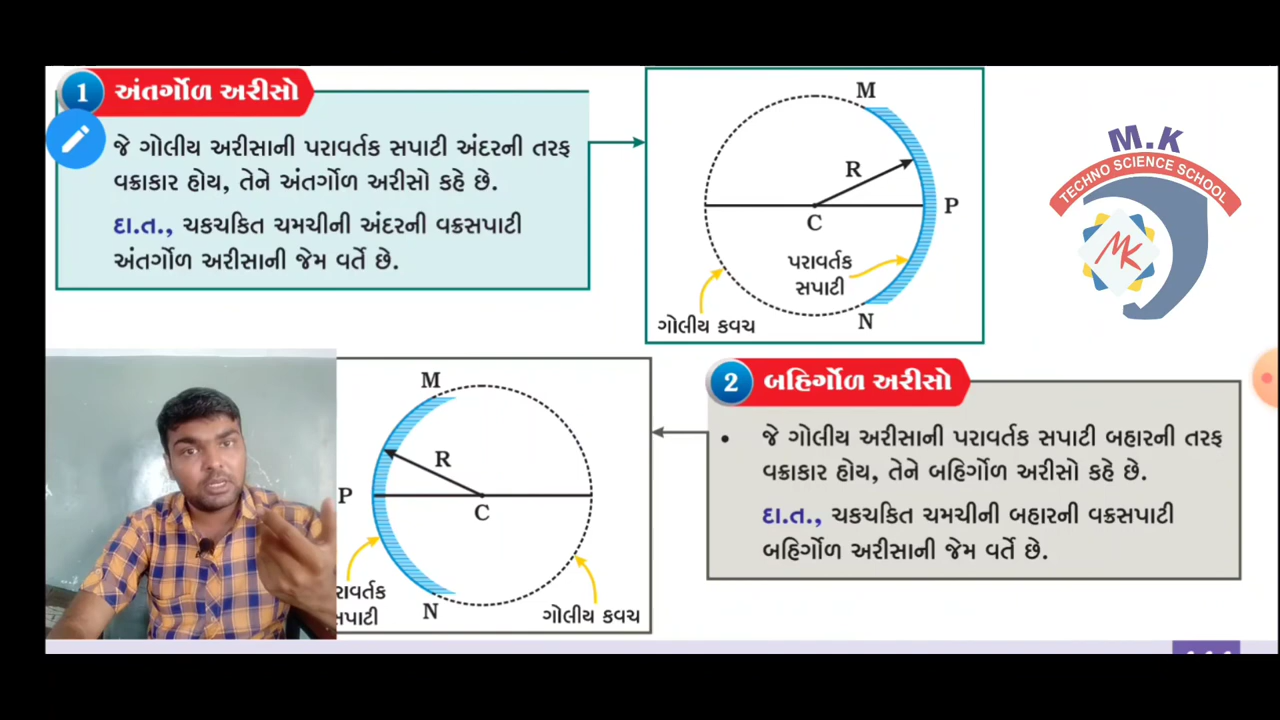 1 અંતર્ગોળ અરીસો
જે ગોલીય અરીસાની પરાવર્તક સપાટી અંદરની તરફ
વક્રાકાર હોય, તેને અંતર્ગોળ અરીસો કહે છે.
દા.ત., ચકચકિત ચમચીની અંદરની વક્રસપાટી
અંતર્ગોળ અરીસાની જેમ વર્તે છે.
M
R
P
C
પરાવર્તક
સપાટી
ગોલીય કવચ
N
M.K
TECHNO SCIENCE SCHOOL
MK
M
R
P
C
રાવર્તક
સપાટી
N
ગોલીય કવચ
2 બહિર્ગોળ અરીસો
• જે ગોલીય અરીસાની પરાવર્તક સપાટી બહારની તરફ
વક્રાકાર હોય, તેને બહિર્ગોળ અરીસો કહે છે.
દા.ત., ચકચકિત ચમચીની બહારની વક્રસપાટી
બહિર્ગોળ અરીસાની જેમ વર્તે છે.